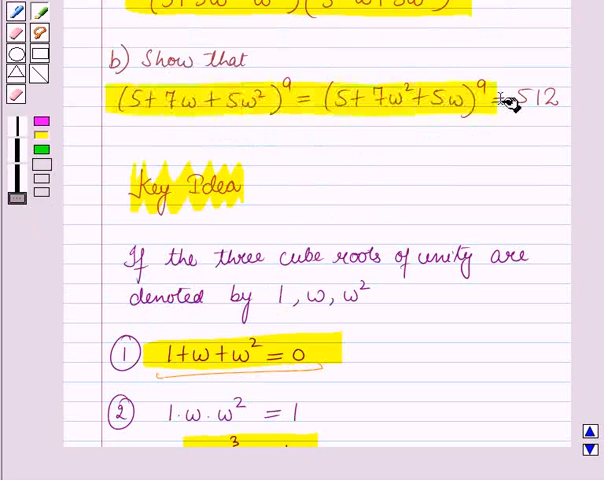 b) Show that
(5+7ω+5ω²)⁹ = (5+7ω²+5ω)⁹ = 512
Key Idea
If the three cube roots of unity are
denoted by 1, ω, ω²
① 1+ω+ω² = 0
② 1·ω·ω² = 1